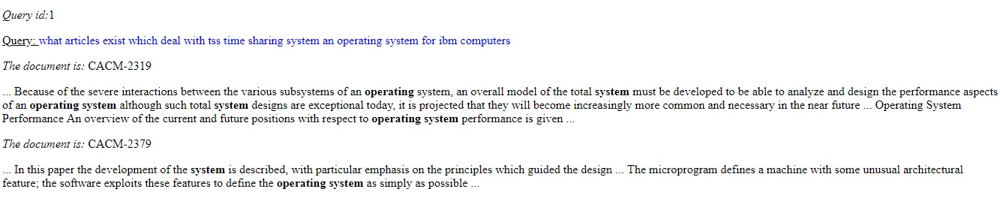 Query id:1
Query: what articles exist which deal with tss time sharing system an operating system for ibm computers
The document is: CACM-2319
... Because of the severe interactions between the various subsystems of an operating system, an overall model of the total system must be developed to be able to analyze and design the performance aspects
of an operating system although such total system designs are exceptional today, it is projected that they will become increasingly more common and necessary in the near future ... Operating System
Performance An overview of the current and future positions with respect to operating system performance is given ...
The document is: CACM-2379
... In this paper the development of the system is described, with particular emphasis on the principles which guided the design ... The microprogram defines a machine with some unusual architectural
feature; the software exploits these features to define the operating system as simply as possible ...